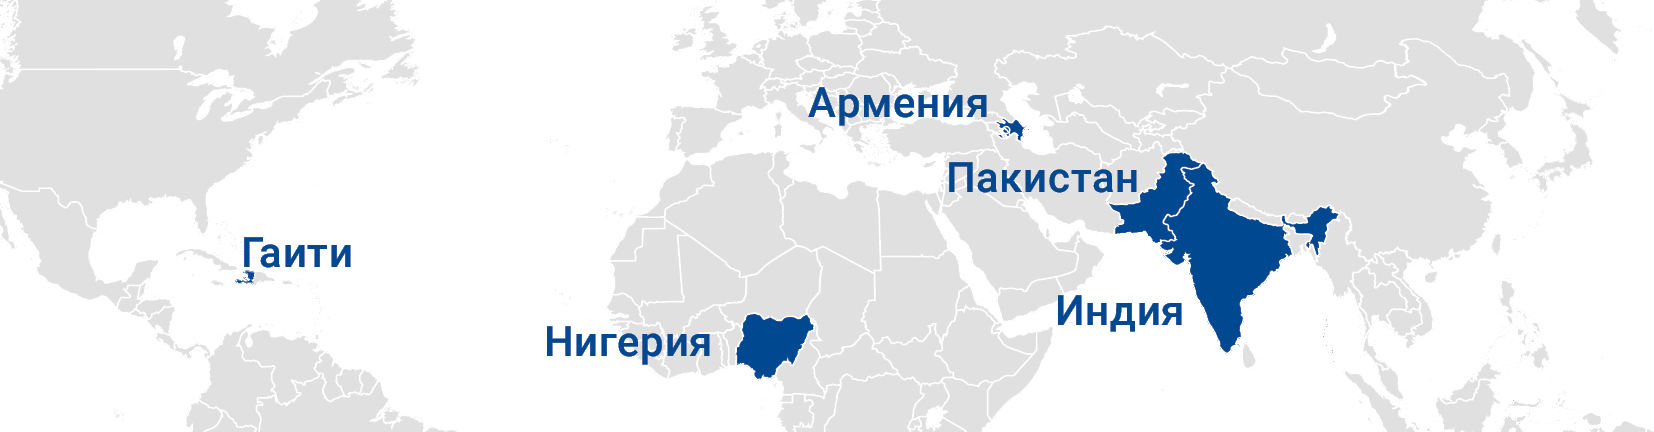 Армения
Пакистан
Гаити
Индия
Нигерия